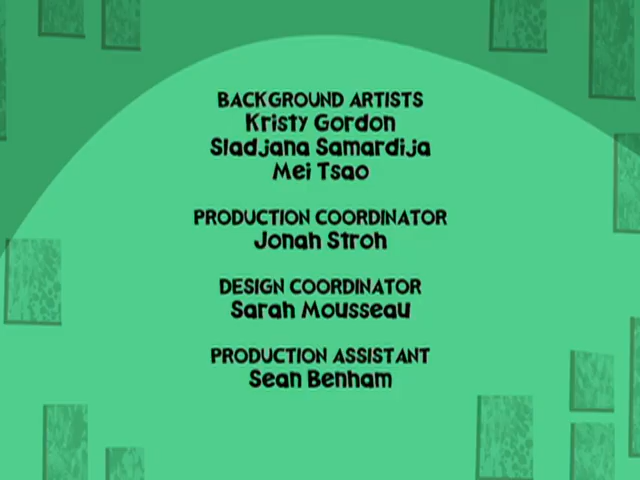 BACKGROUND ARTISTS
Kristy Gordon
Sladjana Samardija
Mei Tsao
PRODUCTION COORDINATOR
Jonah Stroh
DESIGN COORDINATOR
Sarah Mousseau
PRODUCTION ASSISTANT
Sean Benham